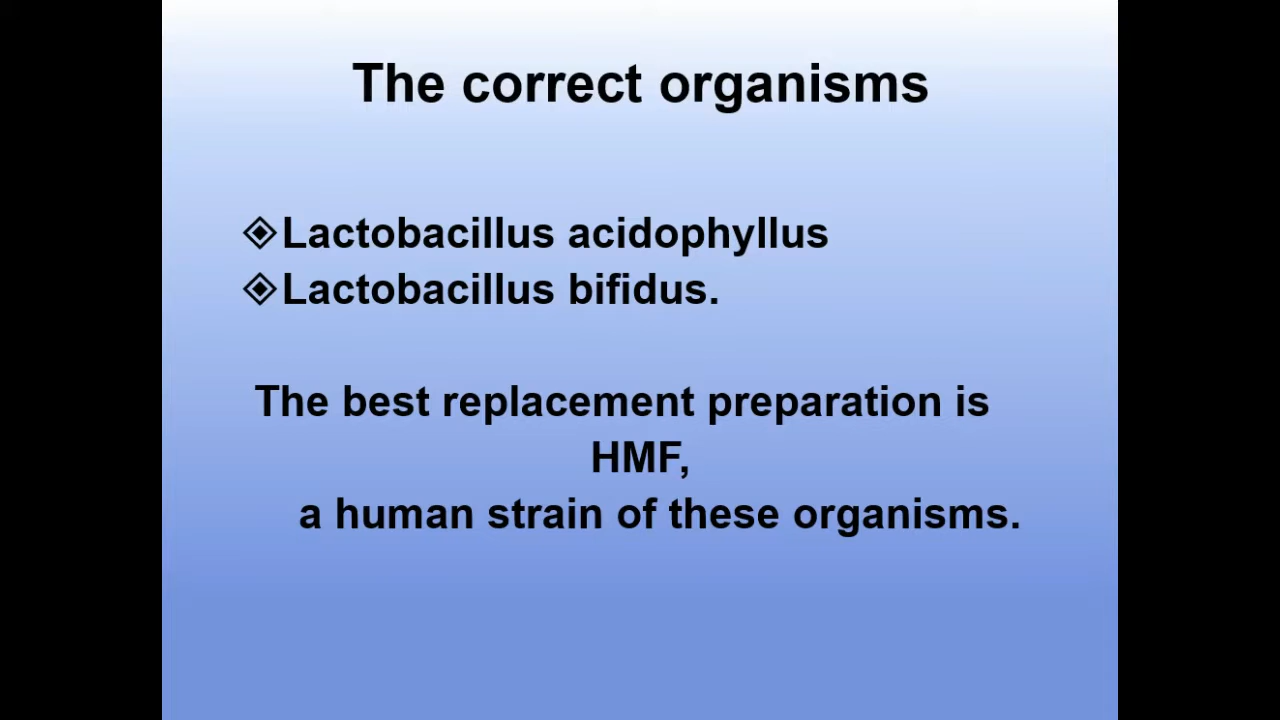 The correct organisms
Lactobacillus acidophyllus
Lactobacillus bifidus.
The best replacement preparation is
HMF,
a human strain of these organisms.